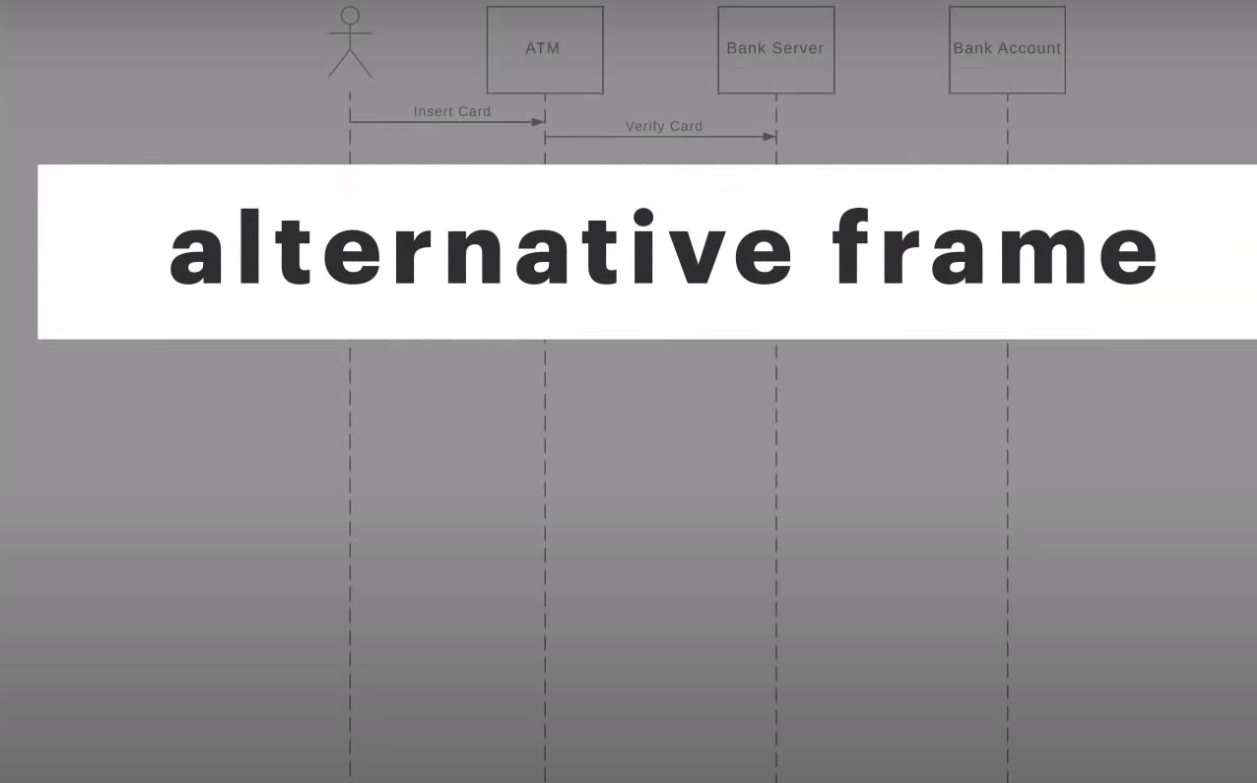 ATM
Bank Server
Bank Account
Insert Card
Verify Card
alternative frame